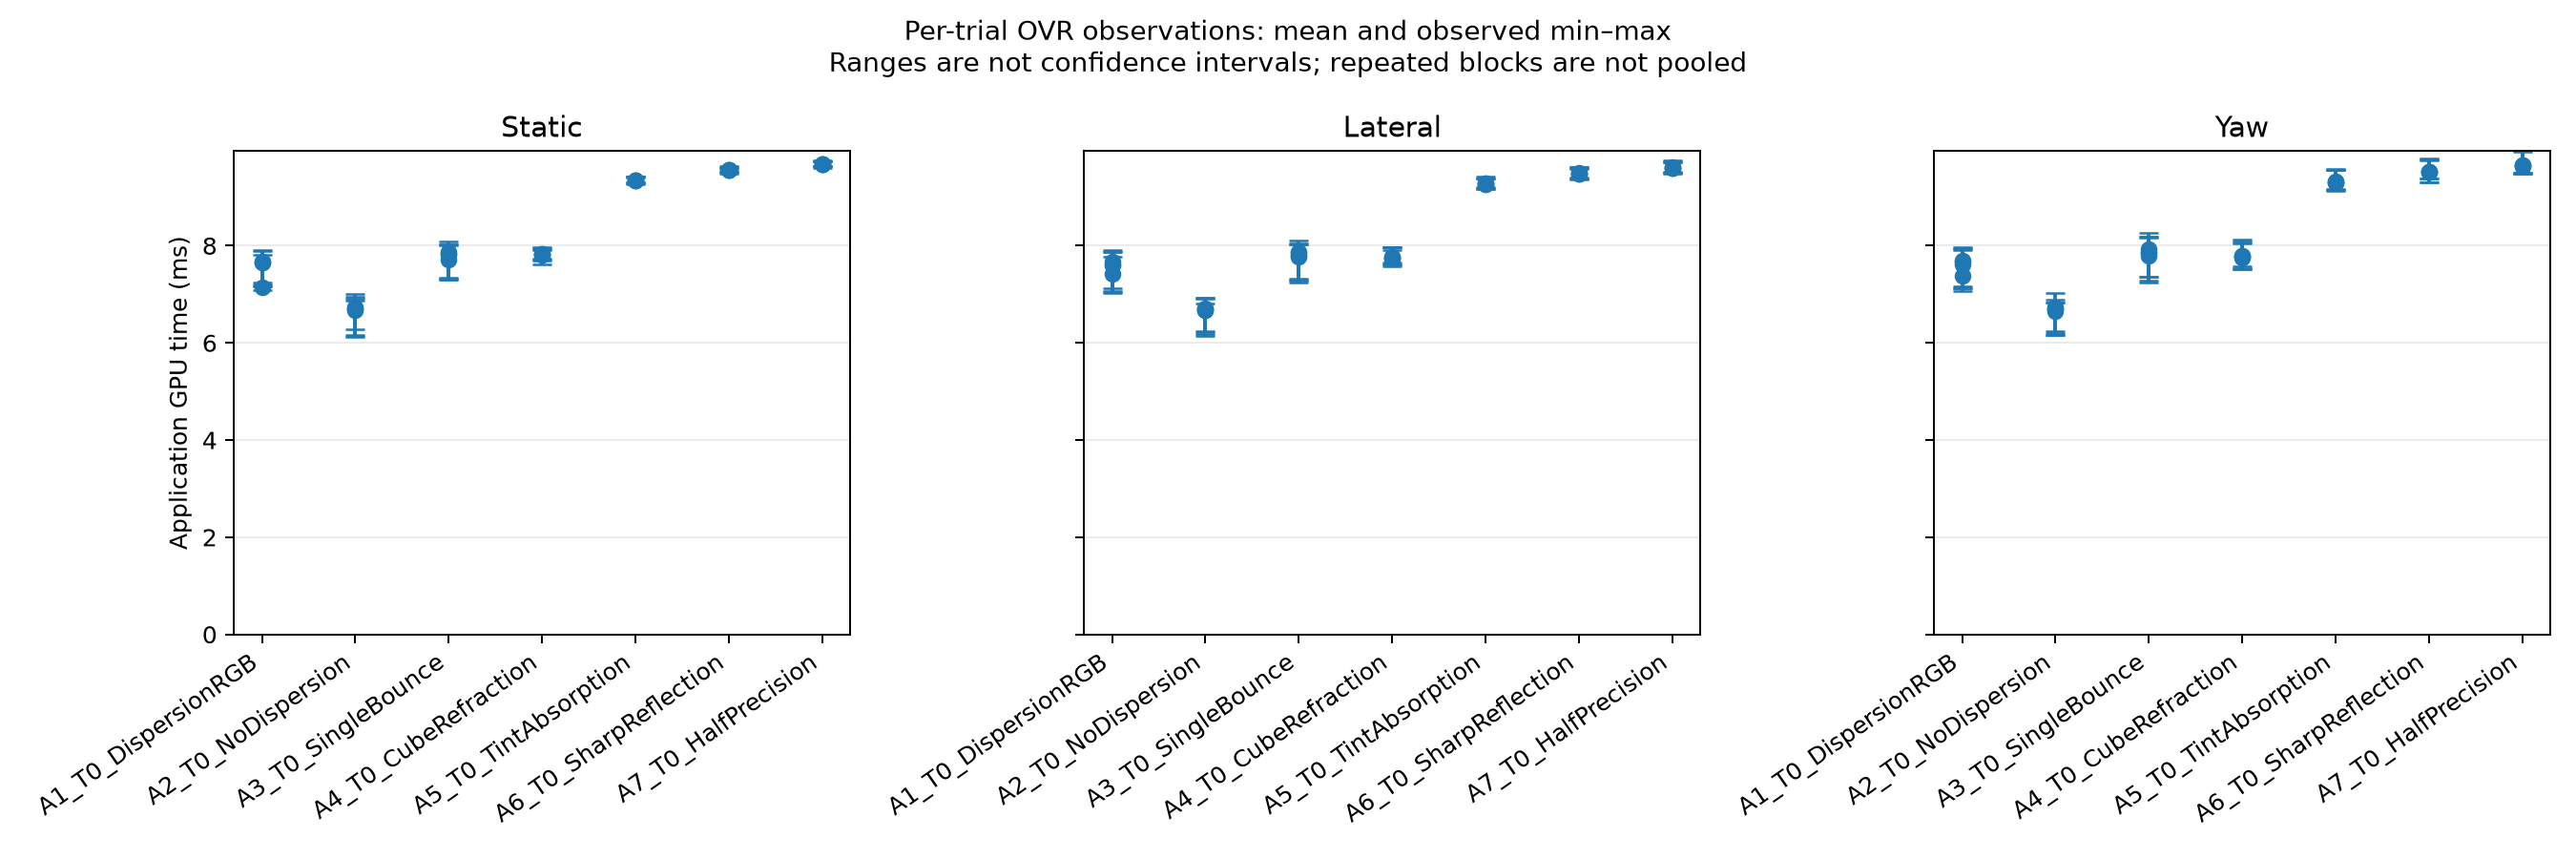 Per-trial OVR observations: mean and observed min–max
Ranges are not confidence intervals; repeated blocks are not pooled
Static
Lateral
Yaw
Application GPU time (ms)
8
6
4
2
0
A1_T0_DispersionRGB
A2_T0_NoDispersion
A3_T0_SingleBounce
A4_T0_CubeRefraction
A5_T0_TintAbsorption
A6_T0_SharpReflection
A7_T0_HalfPrecision
A1_T0_DispersionRGB
A2_T0_NoDispersion
A3_T0_SingleBounce
A4_T0_CubeRefraction
A5_T0_TintAbsorption
A6_T0_SharpReflection
A7_T0_HalfPrecision
A1_T0_DispersionRGB
A2_T0_NoDispersion
A3_T0_SingleBounce
A4_T0_CubeRefraction
A5_T0_TintAbsorption
A6_T0_SharpReflection
A7_T0_HalfPrecision